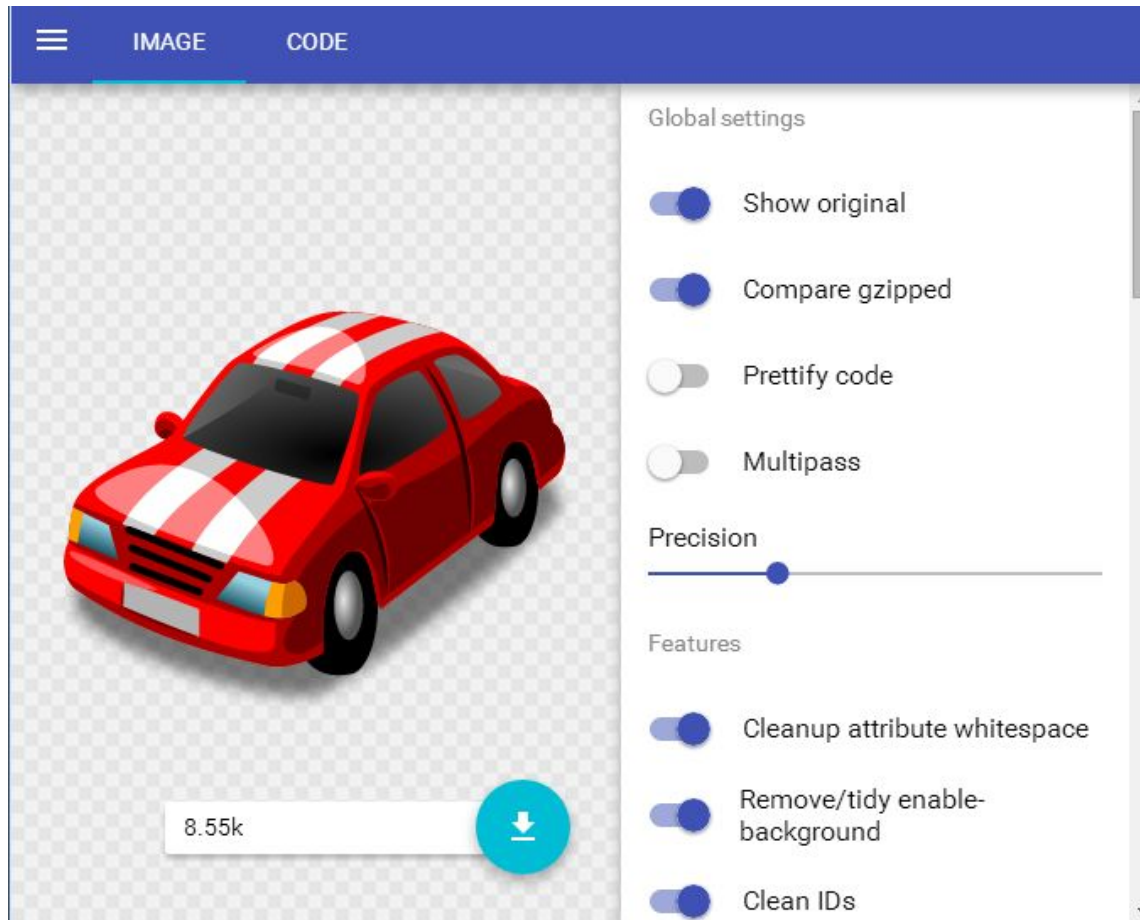 IMAGE
CODE
Global settings
Show original
Compare gzipped
Prettify code
Multipass
Precision
Features
Cleanup attribute whitespace
Remove/tidy enable-
background
Clean IDs
8.55k